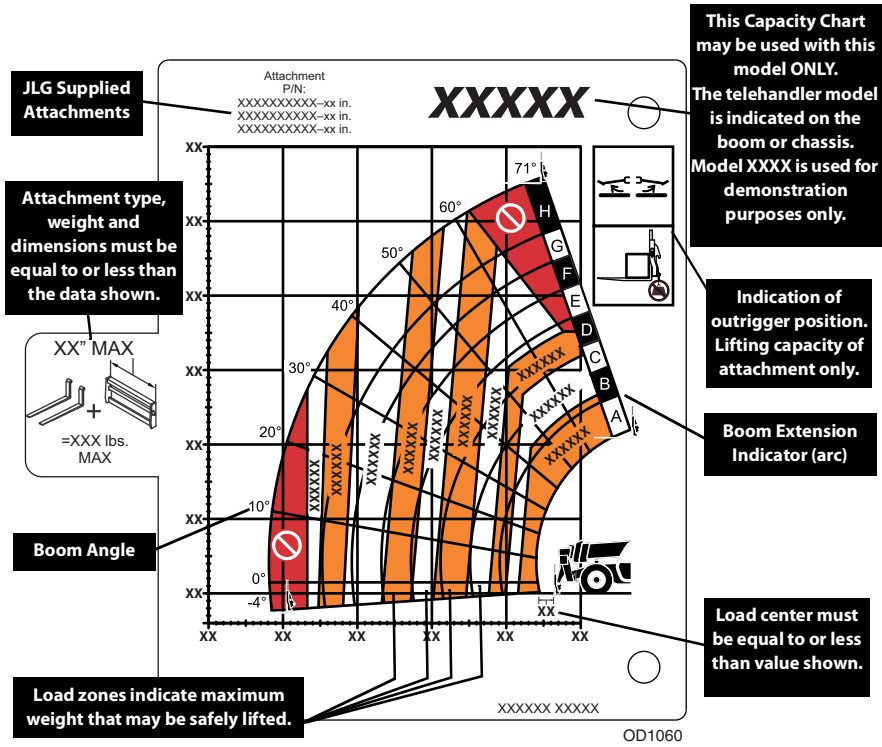 This Capacity Chart
may be used with this
model ONLY.
The telehandler model
is indicated on the
boom or chassis.
Model XXXX is used for
demonstration
purposes only.
JLG Supplied
Attachments
Attachment
P/N:
XXXXXXXXXX–xx in.
XXXXXXXXXX–xx in.
XXXXXXXXXX–xx in.
XXXXX
Attachment type,
weight and
dimensions must be
equal to or less than
the data shown.
XX” MAX
+
=XXX lbs.
MAX
Boom Angle
XX
XX
XX
XX
XX
XX
XX
71°
60°
50°
40°
30°
20°
10°
0°
-4°
H
G
F
E
D
C
B
A
XXXXXX
XXXXXX
XXXXXX
XXXXXX
XXXXXX
XXXXXX
XXXXXX
XXXXXX
XXXXXX
XXXXXX
XX
XX
XX
XX
XX
XX
XX
Indication of
outrigger position.
Lifting capacity of
attachment only.
Boom Extension
Indicator (arc)
Load center must
be equal to or less
than value shown.
Load zones indicate maximum
weight that may be safely lifted.
XXXXXX XXXXX
OD1060